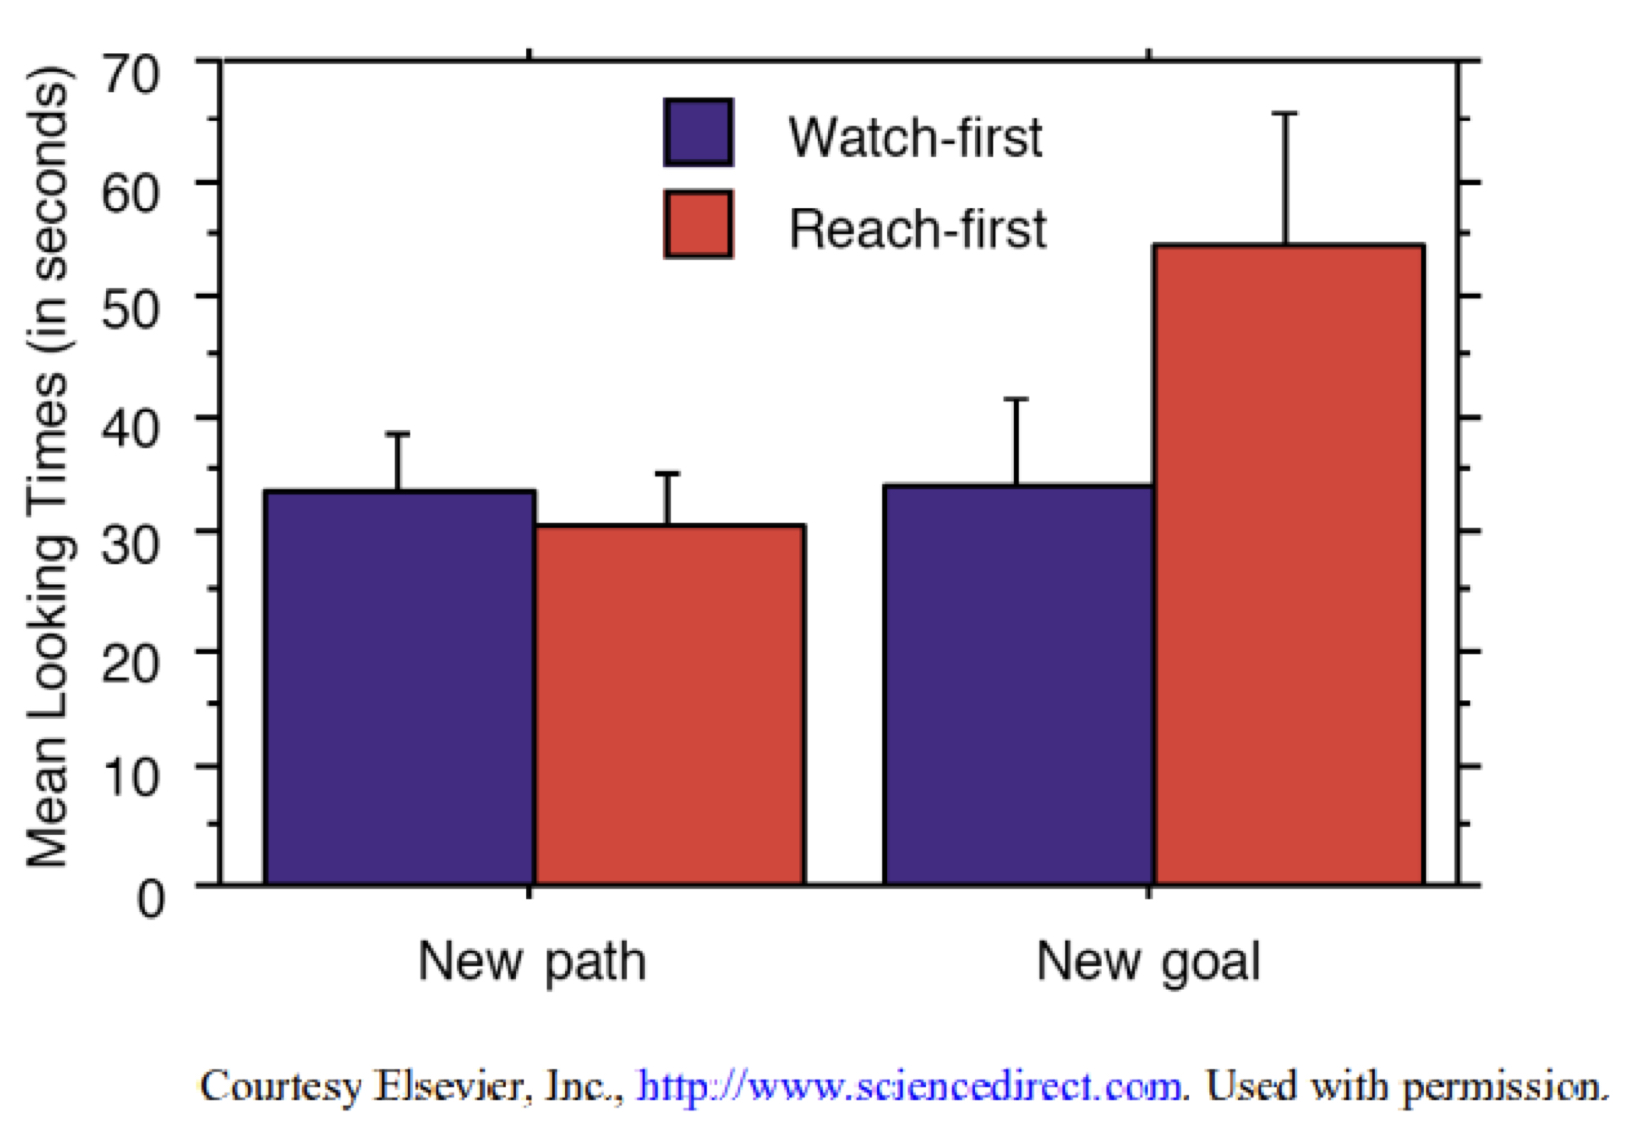 Mean Looking Times (in seconds)
70
60
50
40
30
20
10
0
Watch-first
Reach-first
New path
New goal
Courtesy Elsevier, Inc., http://www.sciencedirect.com. Used with permission.